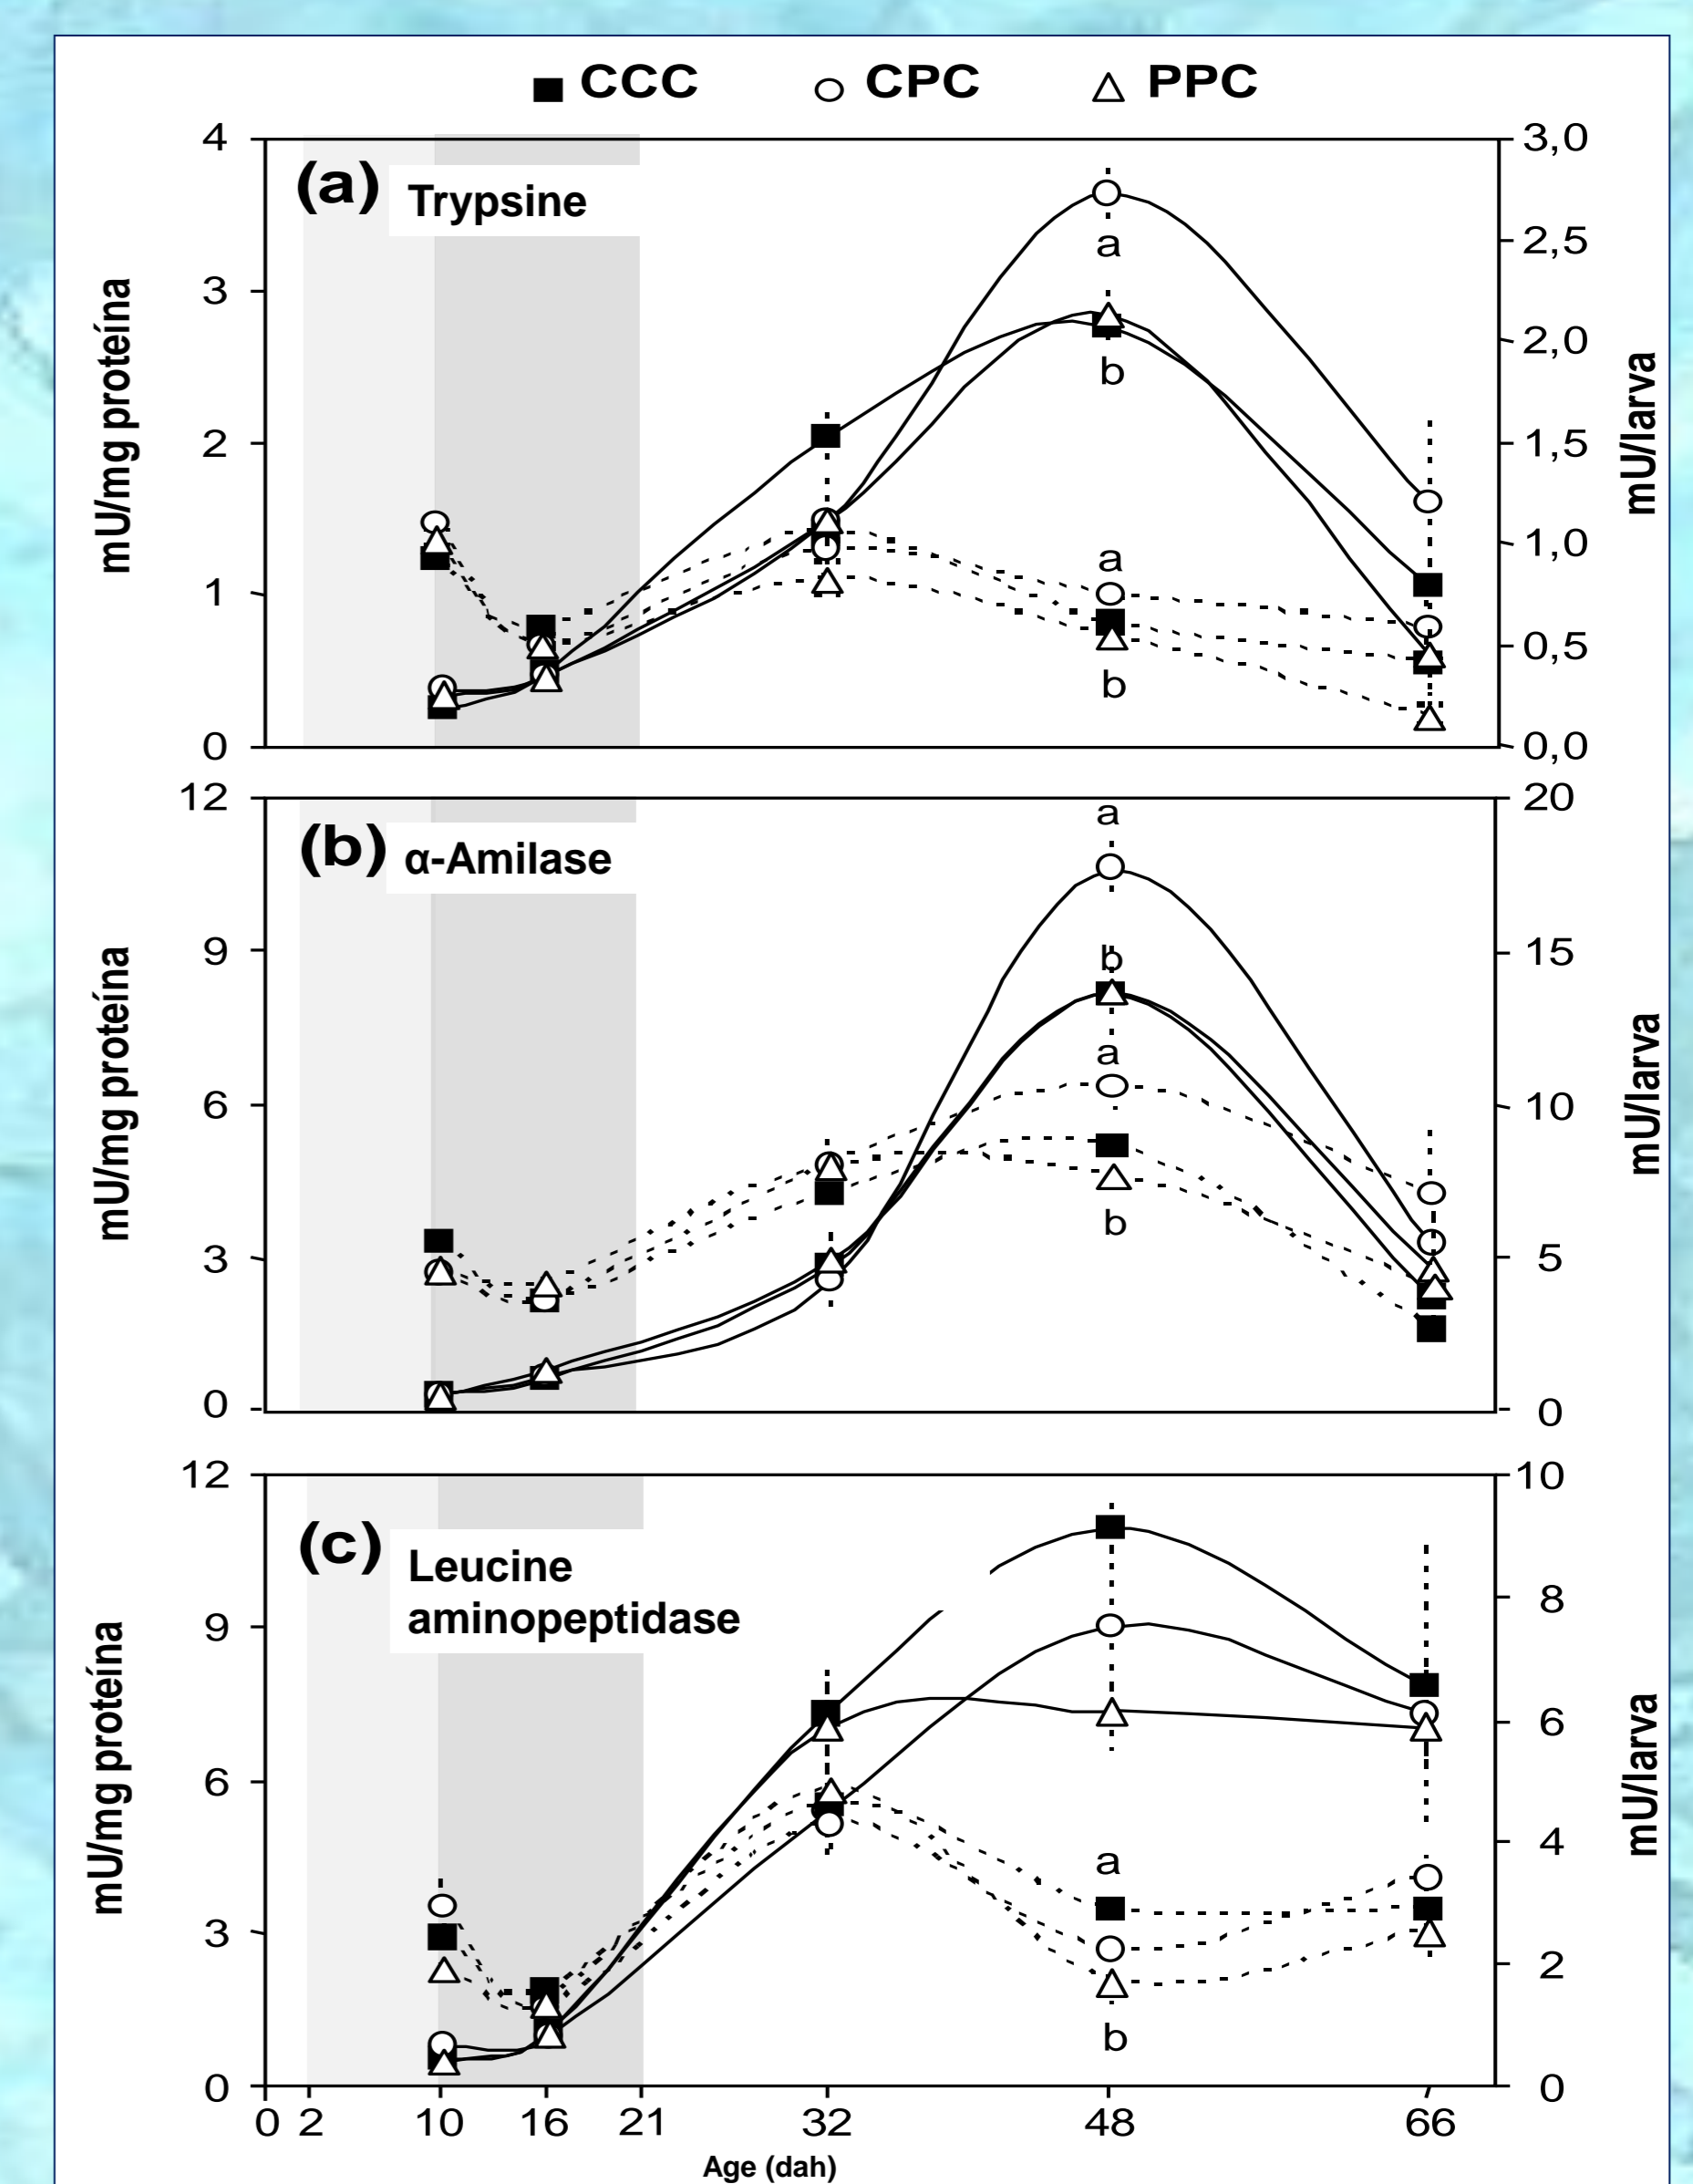 CCC CPC PPC
(a) Trypsine
mU/mg proteína
4
3
2
1
0
3,0
2,5
2,0
1,5
1,0
0,5
0,0
mU/larva
a
b
a
b
(b) α-Amilase
mU/mg proteína
12
9
6
3
0
20
15
10
5
0
mU/larva
a
b
a
b
(c) Leucine
aminopeptidase
mU/mg proteína
12
9
6
3
0
10
8
6
4
2
0
mU/larva
a
b
0 2 10 16 21 32 48 66
Age (dah)